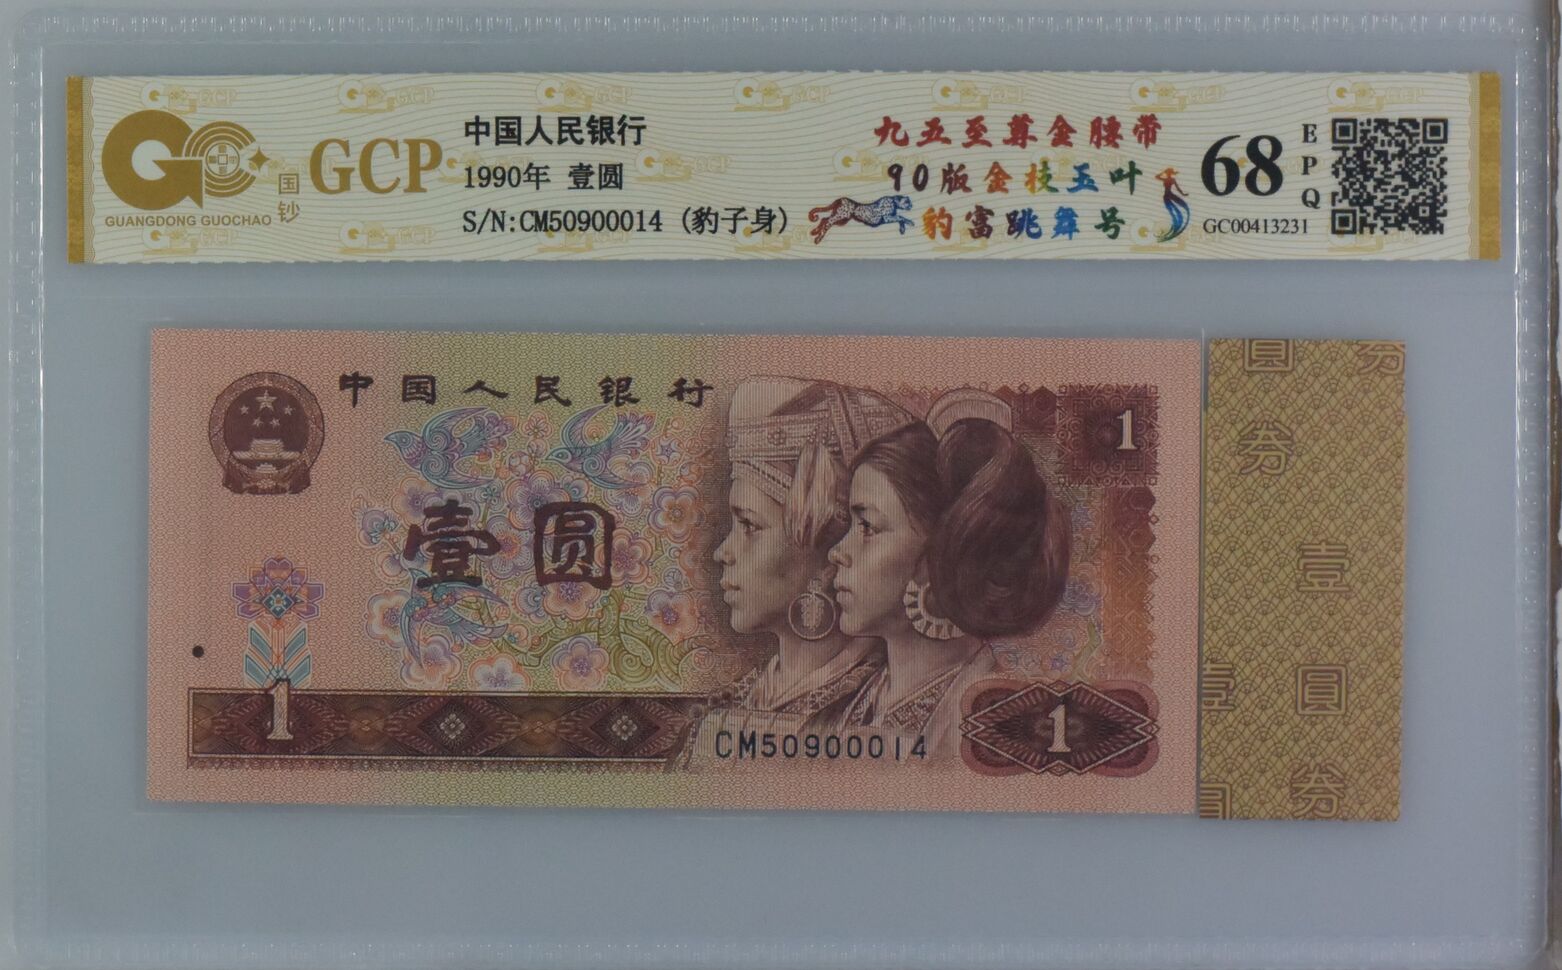 GUANGDONG GUOCHAO
国钞
GCP
中国人民银行
1990年 壹圆
S/N:CM50900014 (豹子身)
九五至尊金腰带
90版金枝玉叶
豹富跳舞号
68
EPQ
GC00413231
中国人民银行
壹圆
1
1
1
CM50900014
圆券
券
壹
壹圆
券